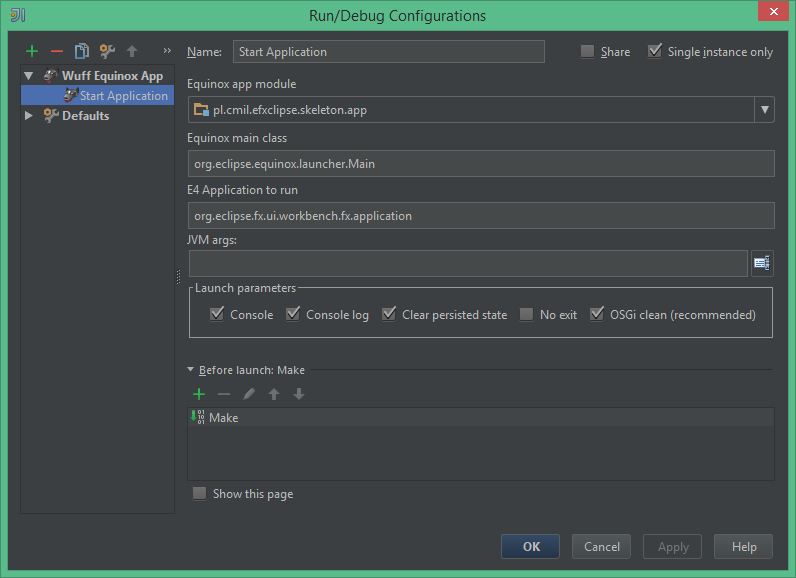 Run/Debug Configurations
Name: Start Application Share Single instance only
Wuff Equinox App
Start Application
Defaults
Equinox app module
pl.cmil.efxclipse.skeleton.app
Equinox main class
org.eclipse.equinox.launcher.Main
E4 Application to run
org.eclipse.fx.ui.workbench.fx.application
JVM args:
Launch parameters
Console Console log Clear persisted state No exit OSGi clean (recommended)
Before launch: Make
Make
Show this page
OK Cancel Apply Help